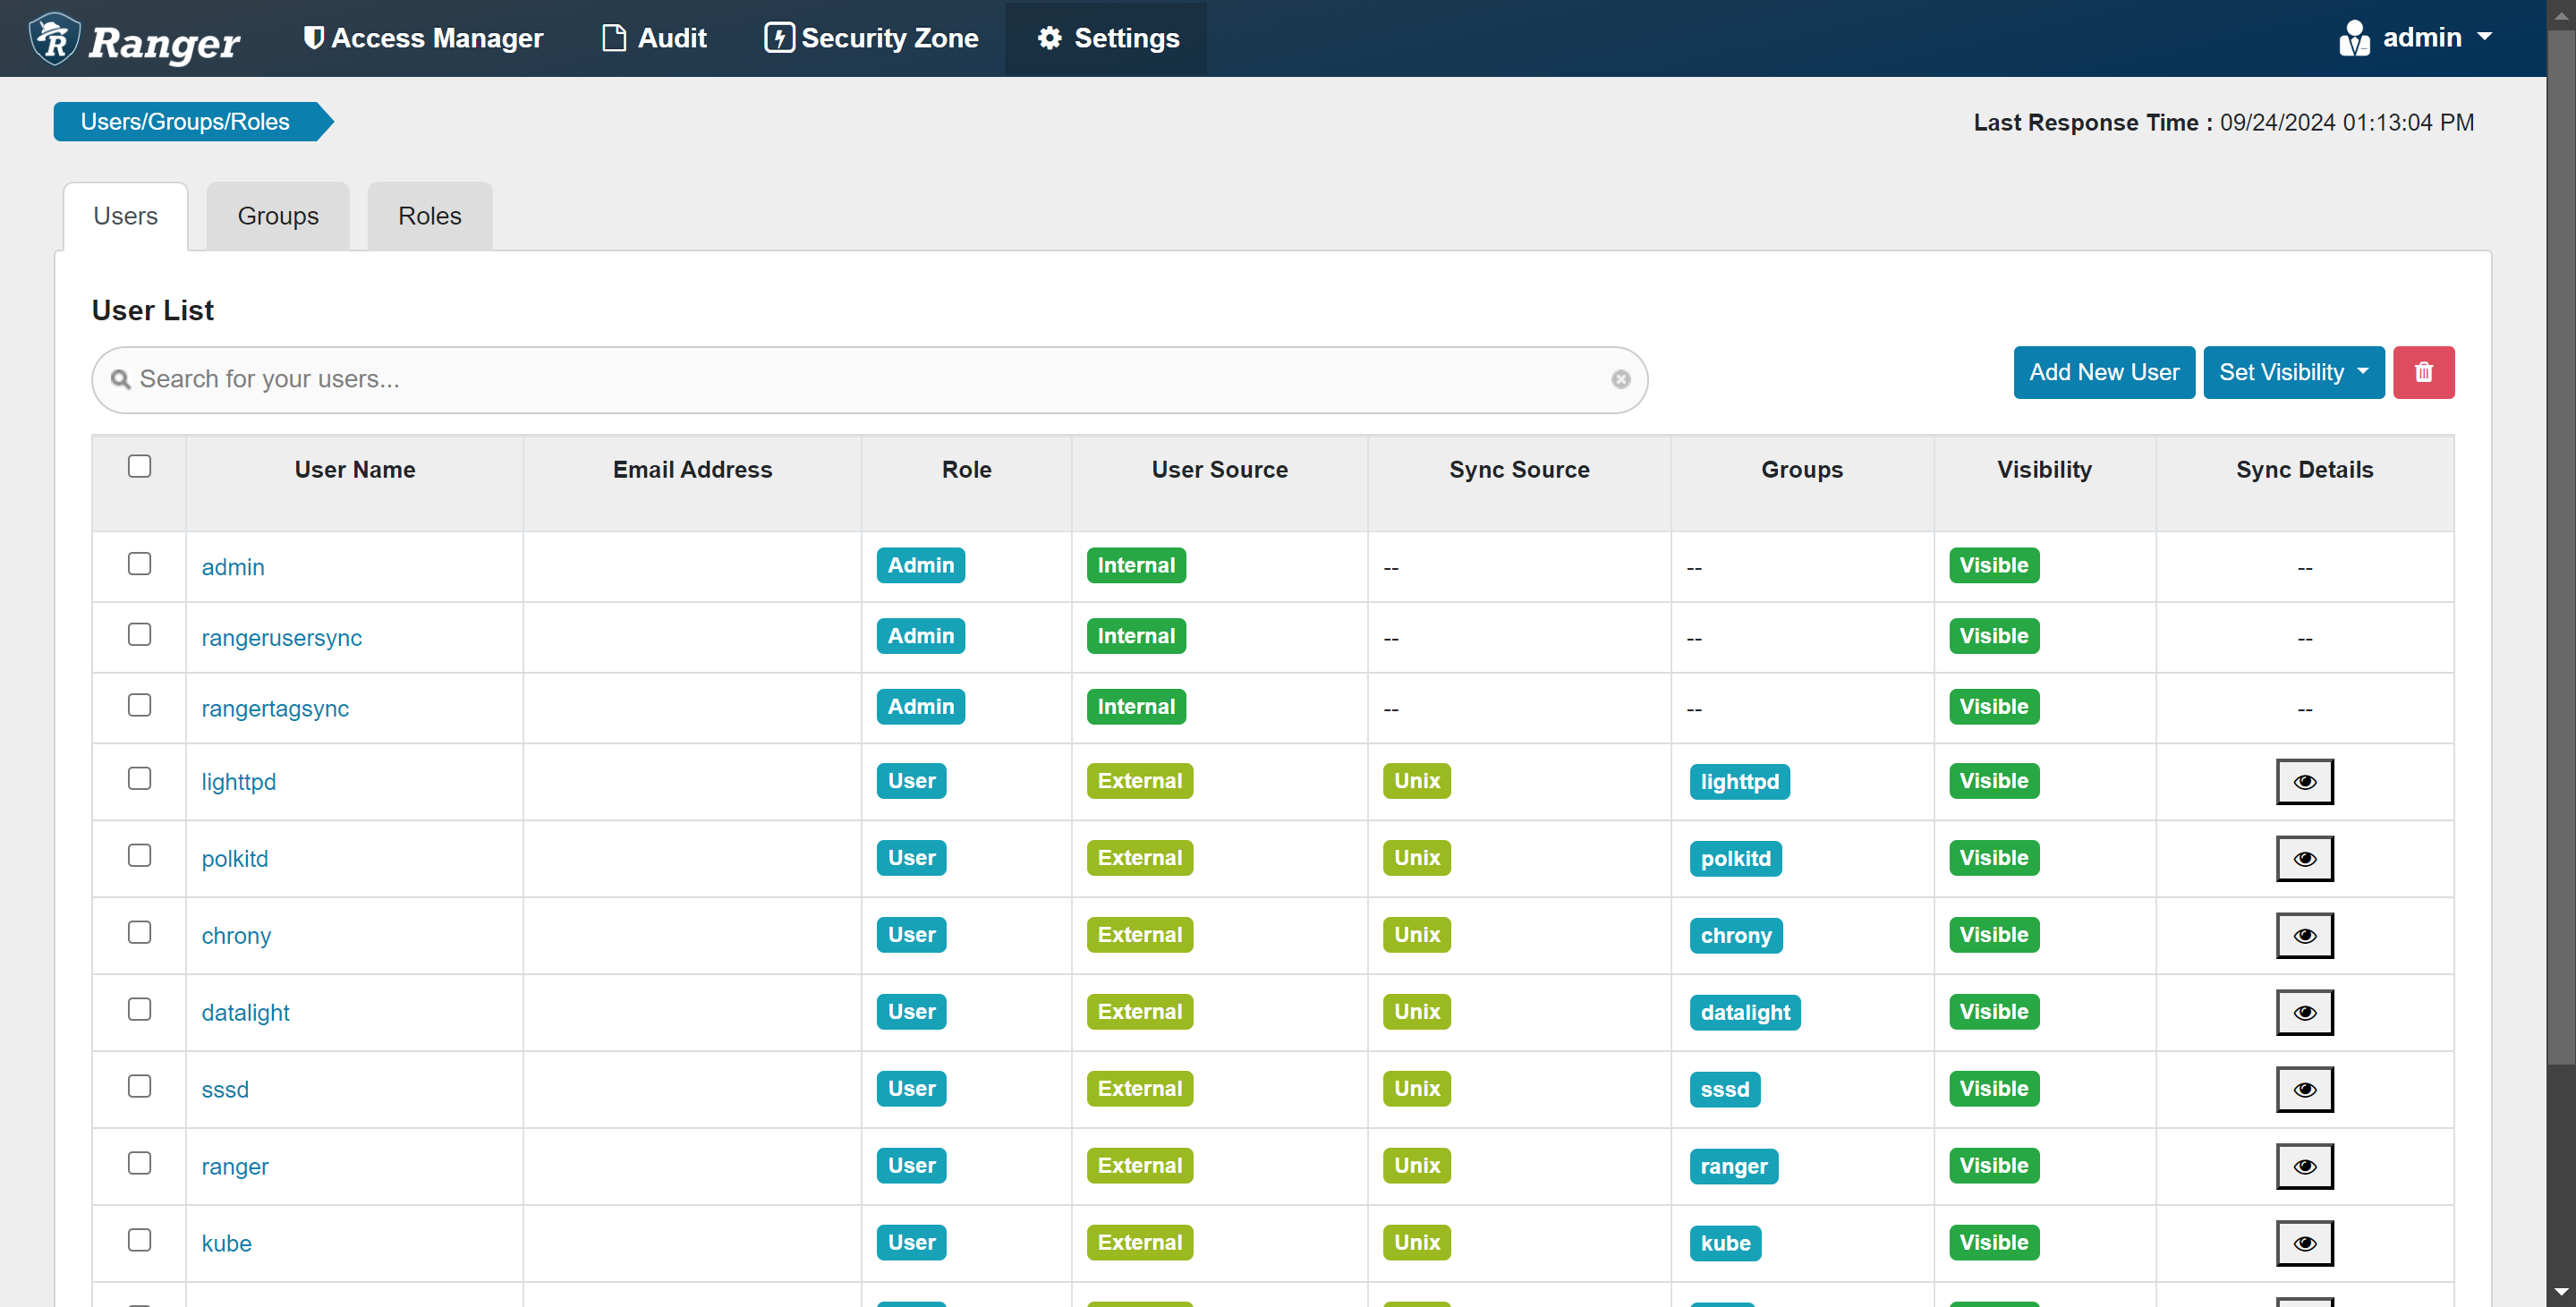 Ranger Access Manager Audit Security Zone Settings admin
Users/Groups/Roles Last Response Time : 09/24/2024 01:13:04 PM
Users Groups Roles
User List
Search for your users... Add New User Set Visibility
User Name Email Address Role User Source Sync Source Groups Visibility Sync Details
admin Admin Internal -- -- Visible --
rangerusersync Admin Internal -- -- Visible --
rangertagsync Admin Internal -- -- Visible --
lighttpd User External Unix lighttpd Visible
polkitd User External Unix polkitd Visible
chrony User External Unix chrony Visible
datalight User External Unix datalight Visible
sssd User External Unix sssd Visible
ranger User External Unix ranger Visible
kube User External Unix kube Visible